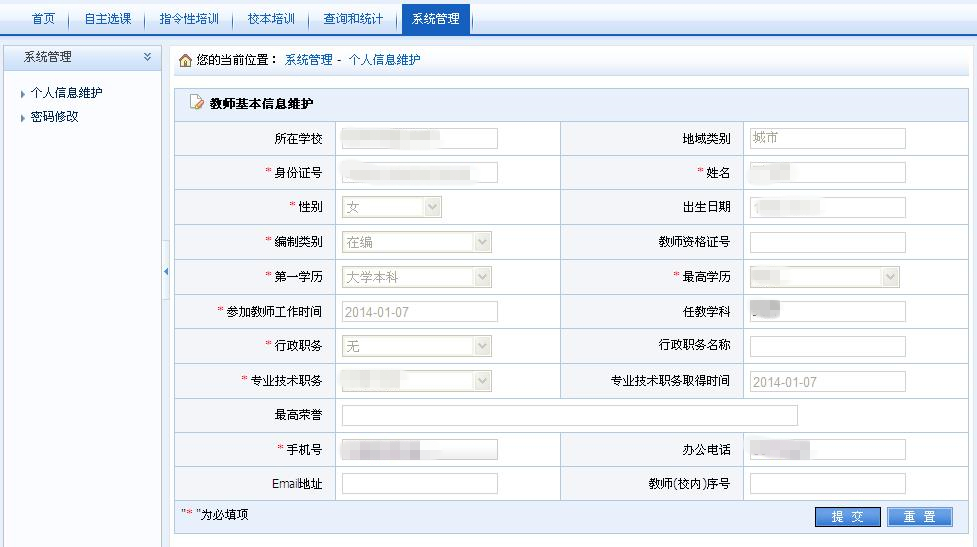 首页 自主选课 指令性培训 校本培训 查询和统计 系统管理
系统管理
您的当前位置： 系统管理 - 个人信息维护
个人信息维护
密码修改
教师基本信息维护
所在学校 地域类别 城市
*身份证号 *姓名
*性别 女 出生日期
*编制类别 在编 教师资格证号
*第一学历 大学本科 *最高学历
*参加教师工作时间 2014-01-07 任教学科
*行政职务 无 行政职务名称
*专业技术职务 专业技术职务取得时间 2014-01-07
最高荣誉
*手机号 办公电话
Email地址 教师(校内)序号
"*"为必填项 提 交 重 置